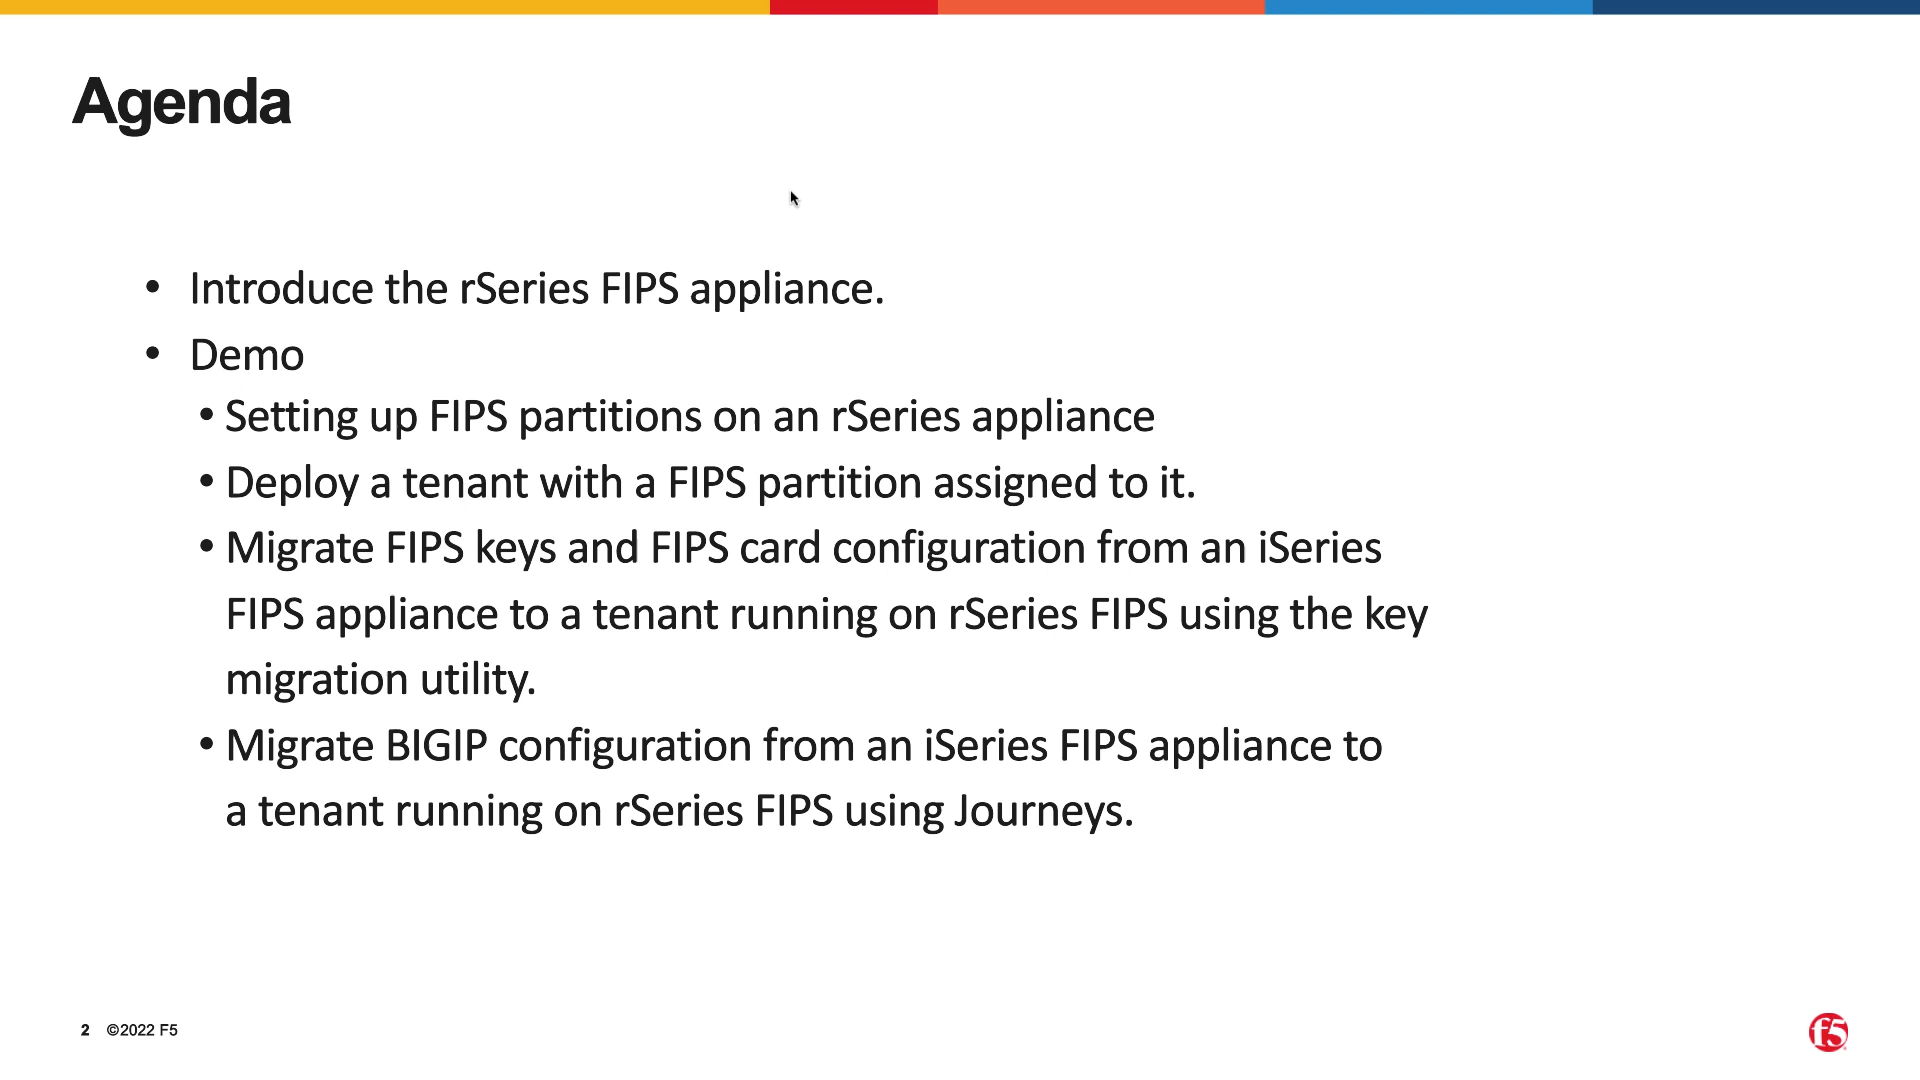 Agenda
• Introduce the rSeries FIPS appliance.
• Demo
• Setting up FIPS partitions on an rSeries appliance
• Deploy a tenant with a FIPS partition assigned to it.
• Migrate FIPS keys and FIPS card configuration from an iSeries
FIPS appliance to a tenant running on rSeries FIPS using the key
migration utility.
• Migrate BIGIP configuration from an iSeries FIPS appliance to
a tenant running on rSeries FIPS using Journeys.
2 ©2022 F5
f5